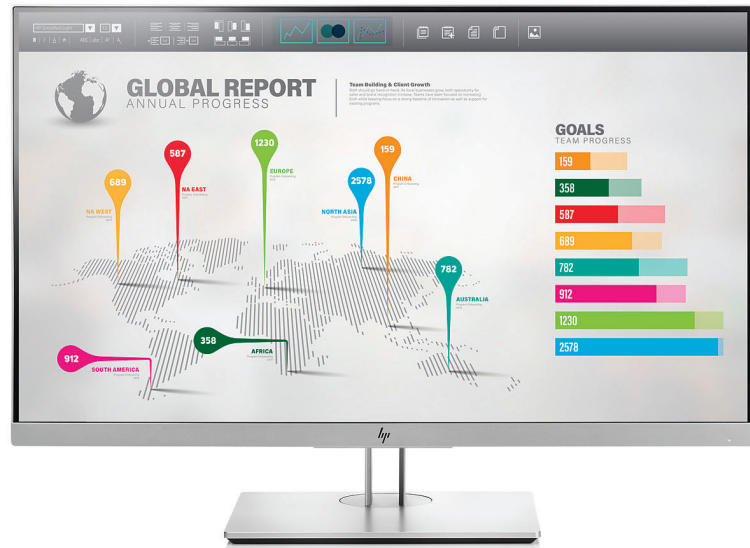 GLOBAL REPORT
ANNUAL PROGRESS
Team Building & Client Growth
GOALS
TEAM PROGRESS
159
358
587
689
782
912
1230
2578
689
NA WEST
587
NA EAST
1230
EUROPE
2578
NORTH ASIA
159
CHINA
782
AUSTRALIA
912
SOUTH AMERICA
358
AFRICA
hp